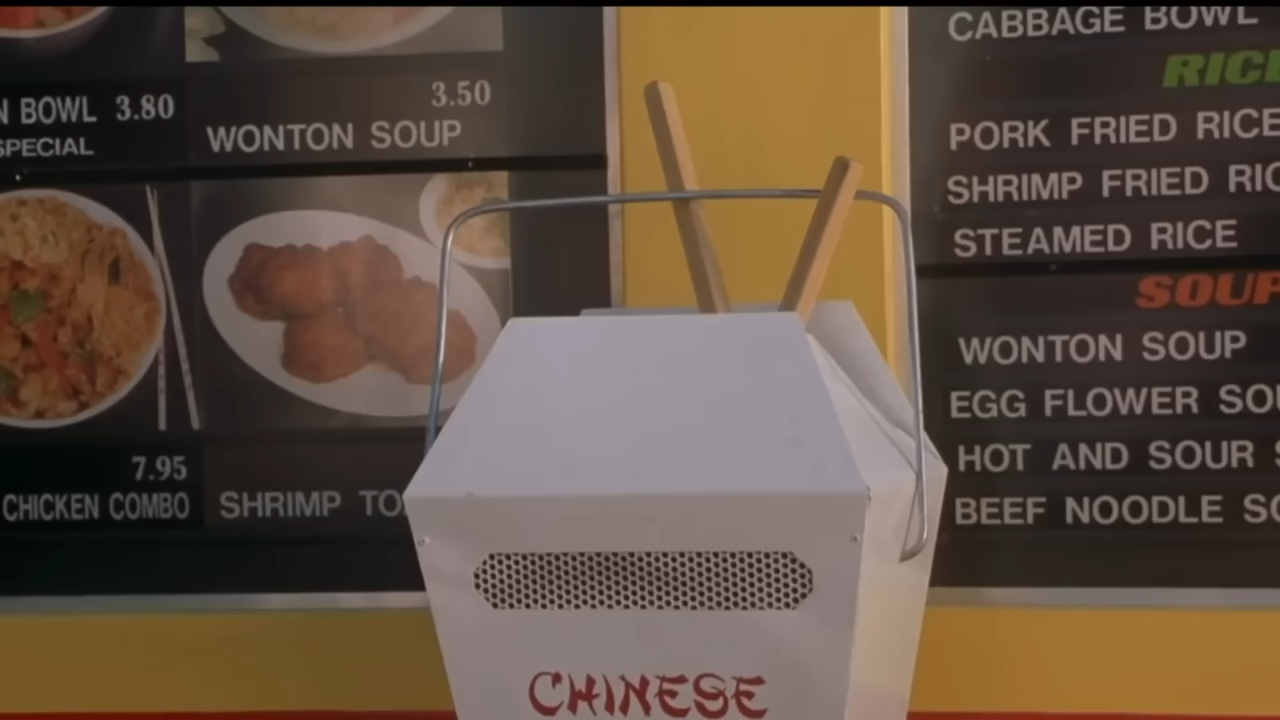 N BOWL 3.80
SPECIAL
3.50
WONTON SOUP
7.95
CHICKEN COMBO
SHRIMP TO
CABBAGE BOWL
RICE
PORK FRIED RICE
SHRIMP FRIED RIC
STEAMED RICE
SOUP
WONTON SOUP
EGG FLOWER SOU
HOT AND SOUR S
BEEF NOODLE SO
CHINESE